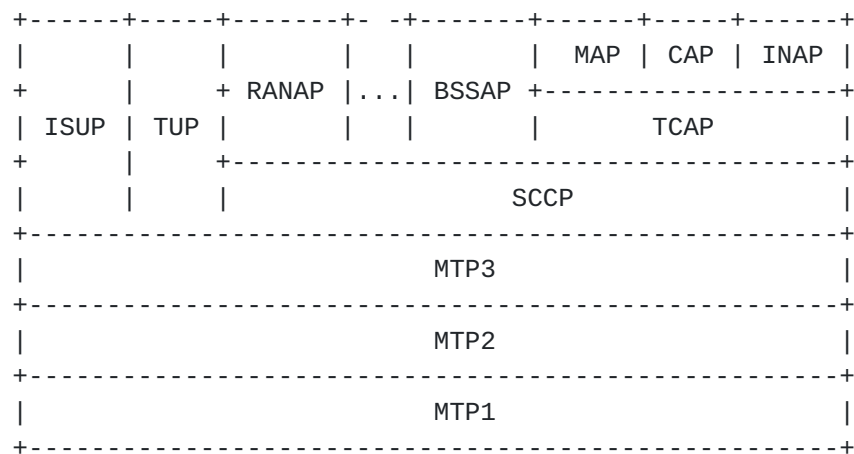 MAP CAP INAP
RANAP ... BSSAP
ISUP TUP TCAP
SCCP
MTP3
MTP2
MTP1